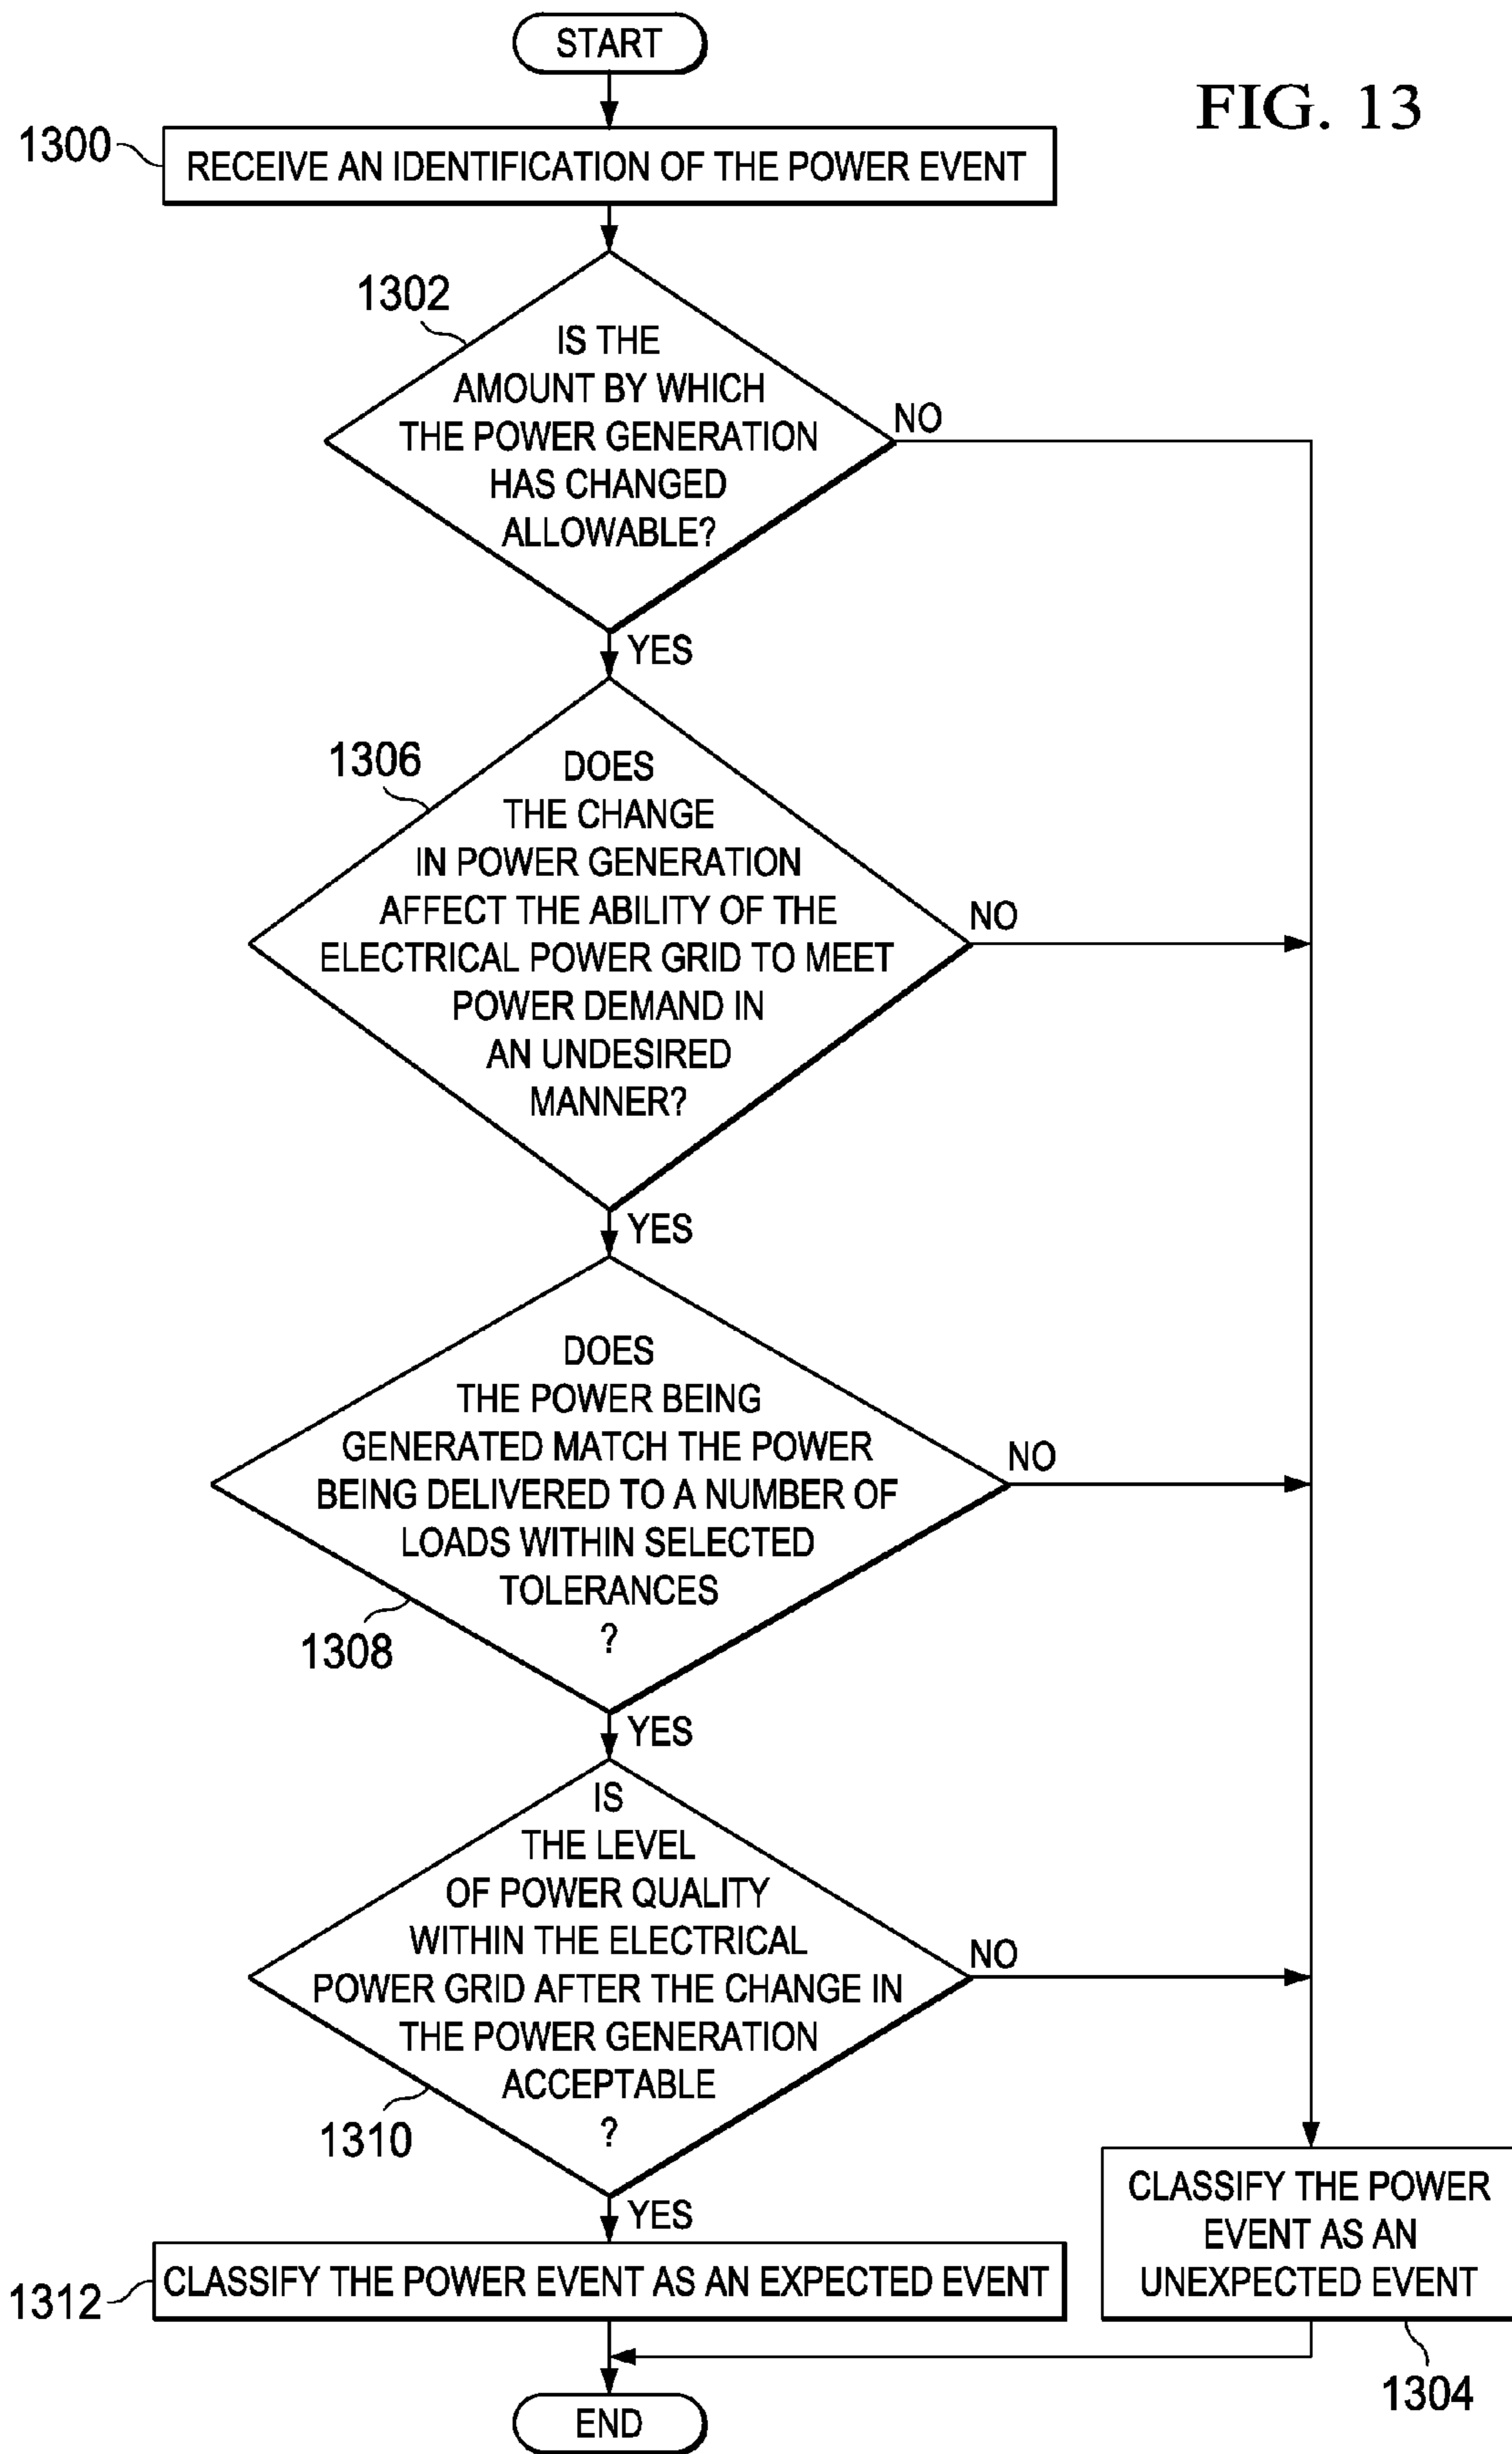 START
FIG. 13
1300
RECEIVE AN IDENTIFICATION OF THE POWER EVENT
1302
IS THE
AMOUNT BY WHICH
THE POWER GENERATION
HAS CHANGED
ALLOWABLE?
NO
YES
1306
DOES
THE CHANGE
IN POWER GENERATION
AFFECT THE ABILITY OF THE
ELECTRICAL POWER GRID TO MEET
POWER DEMAND IN
AN UNDESIRED
MANNER?
NO
YES
DOES
THE POWER BEING
GENERATED MATCH THE POWER
BEING DELIVERED TO A NUMBER OF
LOADS WITHIN SELECTED
TOLERANCES
?
1308
NO
YES
IS
THE LEVEL
OF POWER QUALITY
WITHIN THE ELECTRICAL
POWER GRID AFTER THE CHANGE IN
THE POWER GENERATION
ACCEPTABLE
?
1310
NO
YES
1312
CLASSIFY THE POWER EVENT AS AN EXPECTED EVENT
CLASSIFY THE POWER
EVENT AS AN
UNEXPECTED EVENT
1304
END